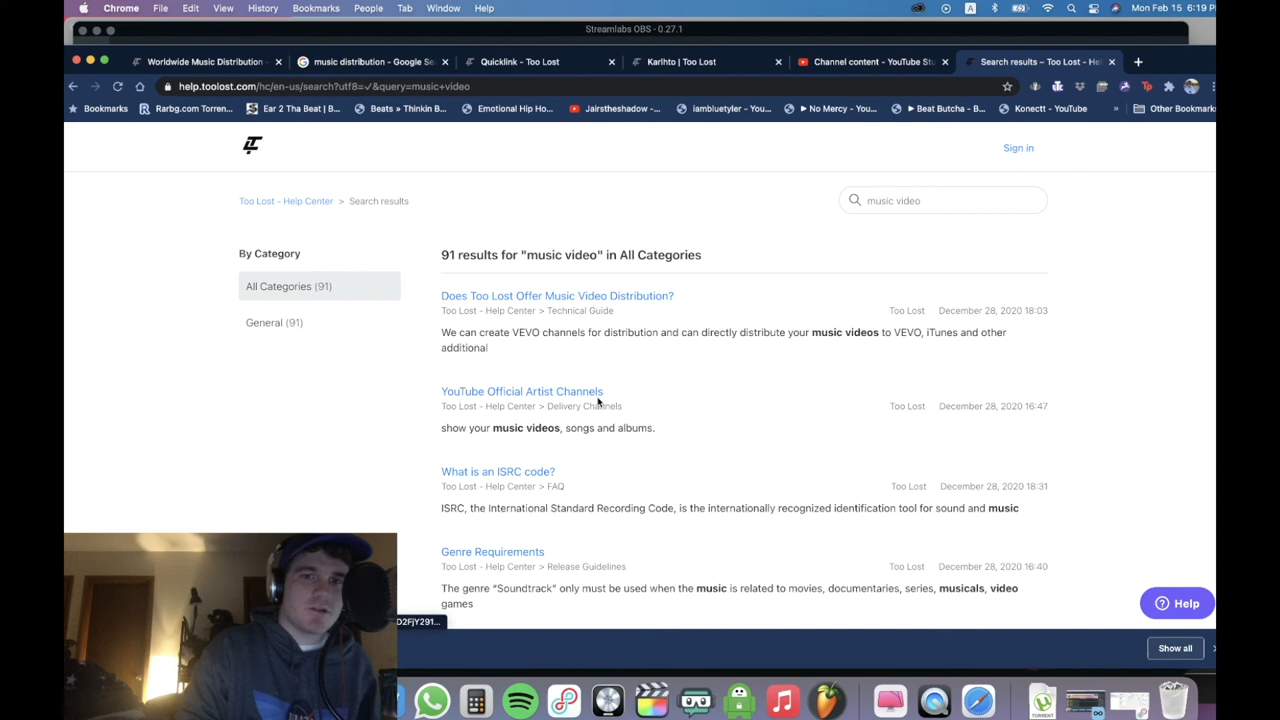 Chrome File Edit View History Bookmarks People Tab Window Help
A Mon Feb 15 6:19 P
Streamlabs OBS - 0.27.1
Worldwide Music Distribution
music distribution - Google Se
Quicklink - Too Lost
Karlhto | Too Lost
Channel content - YouTube Stu
Search results – Too Lost - Hel
help.toolost.com/hc/en-us/search?utf8=✓&query=music+video
Bookmarks
Rarbg.com Torren...
Ear 2 Tha Beat | B...
Beats » Thinkin B...
Emotional Hip Ho...
Jairstheshadow/...
iambluetyler - You...
► No Mercy - You...
► Beat Butcha - B...
Konectt - YouTube
»
Other Bookmarks
Sign in
Too Lost - Help Center > Search results
music video
By Category
All Categories (91)
General (91)
91 results for "music video" in All Categories
Does Too Lost Offer Music Video Distribution?
Too Lost - Help Center > Technical Guide
Too Lost December 28, 2020 18:03
We can create VEVO channels for distribution and can directly distribute your music videos to VEVO, iTunes and other
additional
YouTube Official Artist Channels
Too Lost - Help Center > Delivery Channels
Too Lost December 28, 2020 16:47
show your music videos, songs and albums.
What is an ISRC code?
Too Lost - Help Center > FAQ
Too Lost December 28, 2020 18:31
ISRC, the International Standard Recording Code, is the internationally recognized identification tool for sound and music
Genre Requirements
Too Lost - Help Center > Release Guidelines
Too Lost December 28, 2020 16:40
The genre “Soundtrack” only must be used when the music is related to movies, documentaries, series, musicals, video
games
Help
D2FjY291...
Show all
TORRENT